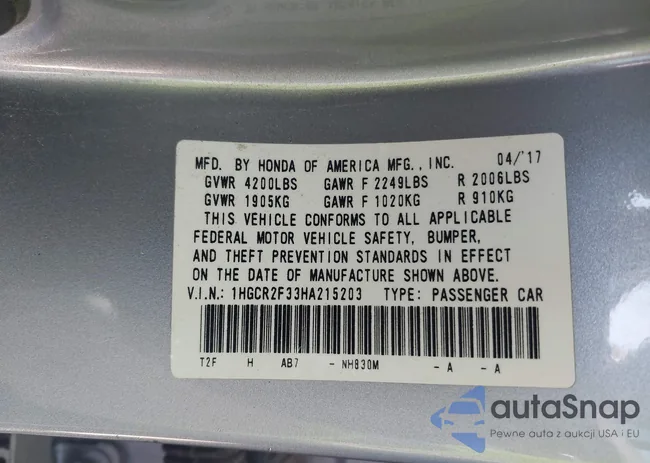 MFD. BY HONDA OF AMERICA MFG., INC. 04/'17
GVWR 4200LBS GAWR F 2249LBS R 2006LBS
GVWR 1905KG GAWR F 1020KG R 910KG
THIS VEHICLE CONFORMS TO ALL APPLICABLE
FEDERAL MOTOR VEHICLE SAFETY, BUMPER,
AND THEFT PREVENTION STANDARDS IN EFFECT
ON THE DATE OF MANUFACTURE SHOWN ABOVE.
V.I.N.: 1HGCR2F33HA215203 TYPE: PASSENGER CAR
T2F H AB7 - NH830M - A - A
autaSnap
Pewne auta z aukcji USA i EU